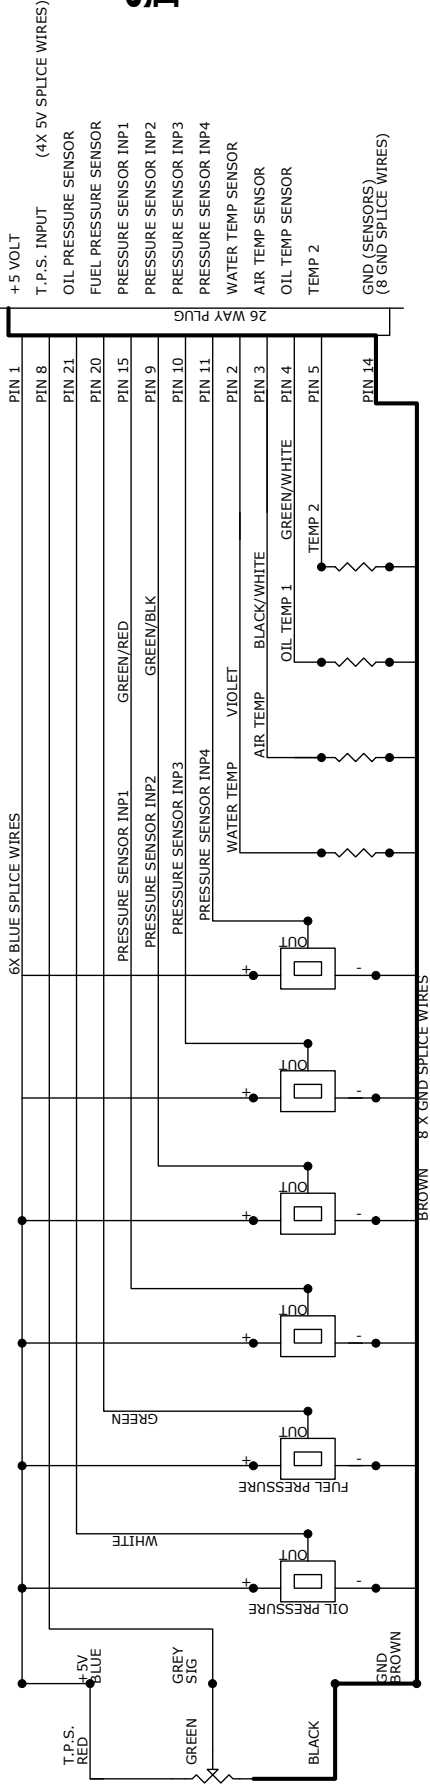 +5 VOLT
T.P.S. INPUT (4X 5V SPLICE WIRES)
OIL PRESSURE SENSOR
FUEL PRESSURE SENSOR
PRESSURE SENSOR INP1
PRESSURE SENSOR INP2
PRESSURE SENSOR INP3
PRESSURE SENSOR INP4
WATER TEMP SENSOR
AIR TEMP SENSOR
OIL TEMP SENSOR
TEMP 2
GND (SENSORS)
(8 GND SPLICE WIRES)
26 WAY PLUG
PIN 1
PIN 8
PIN 21
PIN 20
PIN 15
PIN 9
PIN 10
PIN 11
PIN 2
PIN 3
PIN 4
PIN 5
PIN 14
GREEN/WHITE
TEMP 2
BLACK/WHITE
OIL TEMP 1
GREEN/RED
GREEN/BLK
VIOLET
AIR TEMP
WATER TEMP
6X BLUE SPLICE WIRES
PRESSURE SENSOR INP1
PRESSURE SENSOR INP2
PRESSURE SENSOR INP3
PRESSURE SENSOR INP4
+
OUT
-
+
OUT
-
8 X GND SPLICE WIRES
+
OUT
-
BROWN
+
OUT
-
GREEN
+
OUT
-
FUEL PRESSURE
WHITE
+
OUT
-
OIL PRESSURE
+5V
BLUE
GREY
SIG
GND
BROWN
T.P.S.
RED
GREEN
BLACK